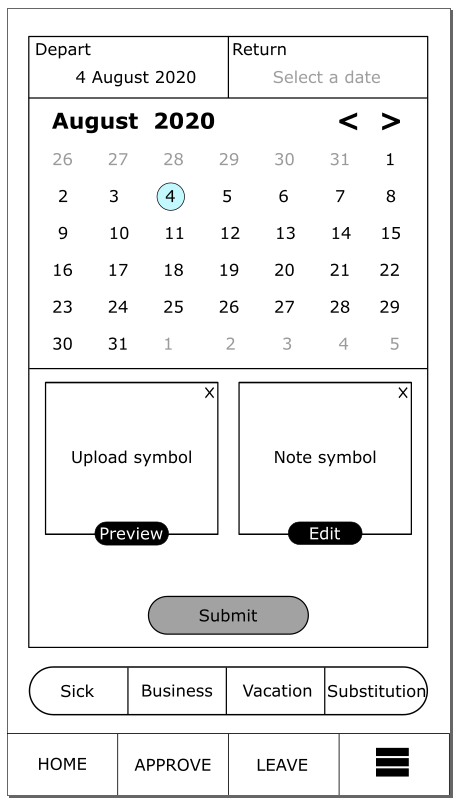 Depart Return
4 August 2020 Select a date
August 2020 < >
26 27 28 29 30 31 1
2 3 4 5 6 7 8
9 10 11 12 13 14 15
16 17 18 19 20 21 22
23 24 25 26 27 28 29
30 31 1 2 3 4 5
X X
Upload symbol Note symbol
Preview Edit
Submit
Sick Business Vacation Substitution
HOME APPROVE LEAVE